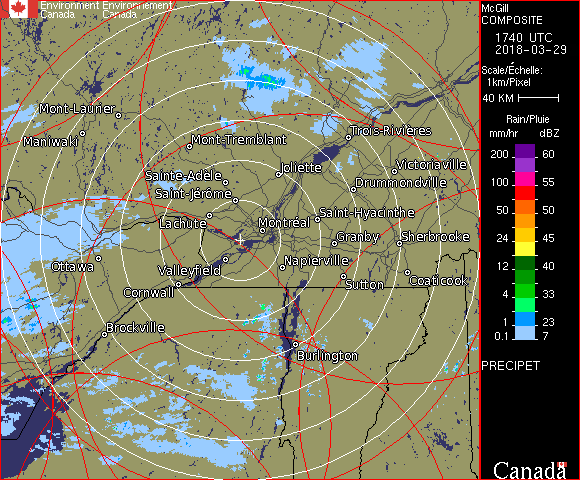 Environment Environnement
Canada Canada
McGill
COMPOSITE
1740 UTC
2018-03-29
Scale/Échelle:
1km/Pixel
40 KM
Rain/Pluie
mm/hr dBZ
200 60
100 55
50 50
24 45
12 40
4 33
1 23
0.1 7
PRECIPET
Canada
Mont-Laurier
Maniwaki
Mont-Tremblant
Trois-Rivières
Joliette
Victoriaville
Sainte-Adèle
Drummondville
Saint-Jérôme
Lachute
Saint-Hyacinthe
Montréal
Granby
Sherbrooke
Ottawa
Valleyfield
Napierville
Cornwall
Sutton
Coaticook
Brockville
Burlington